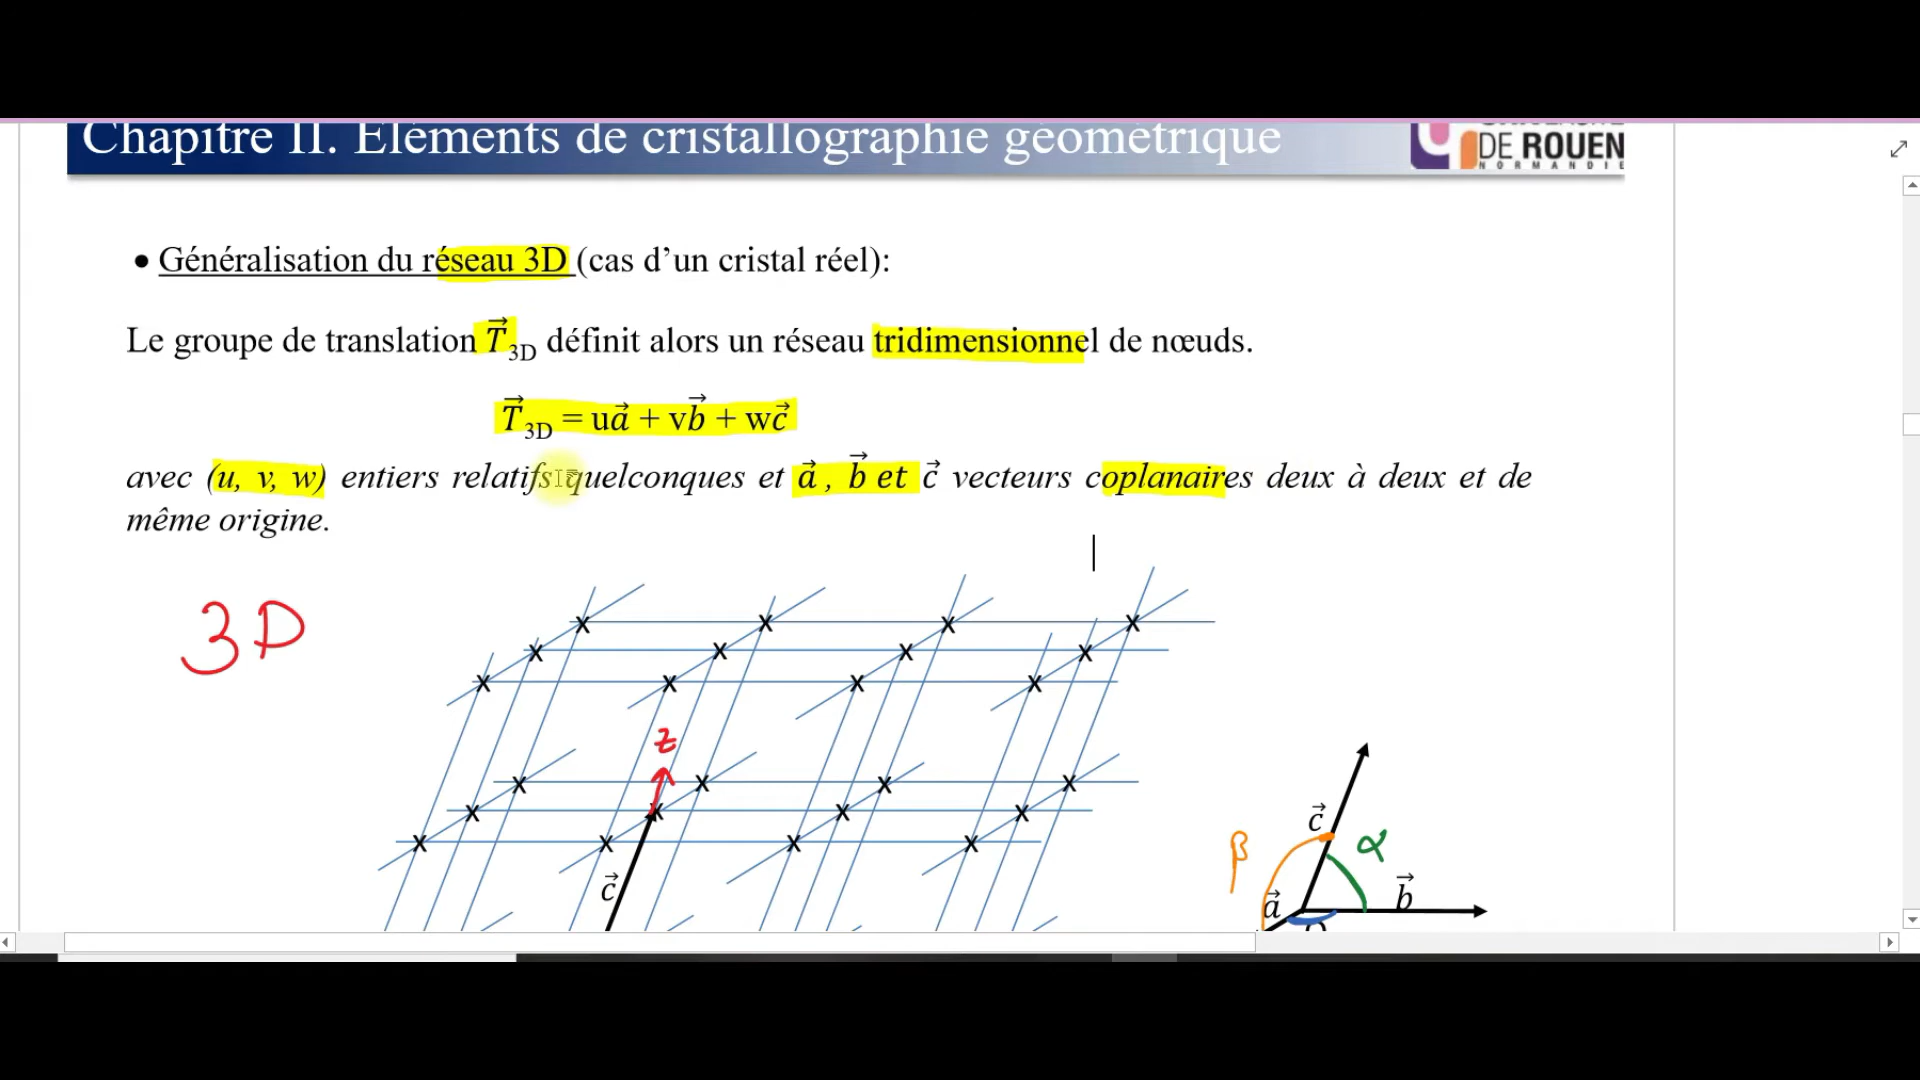 Chapitre II. Eléments de cristallographie géométrique
DE ROUEN
NORMANDIE
• Généralisation du réseau 3D (cas d’un cristal réel):
Le groupe de translation T⃗3D définit alors un réseau tridimensionnel de nœuds.
T⃗3D = ua⃗ + vb⃗ + wc⃗
avec (u, v, w) entiers relatifs quelconques et a⃗ , b⃗ et c⃗ vecteurs coplanaires deux à deux et de
même origine.
3D
z
c⃗
c⃗
β
α
a⃗
b⃗